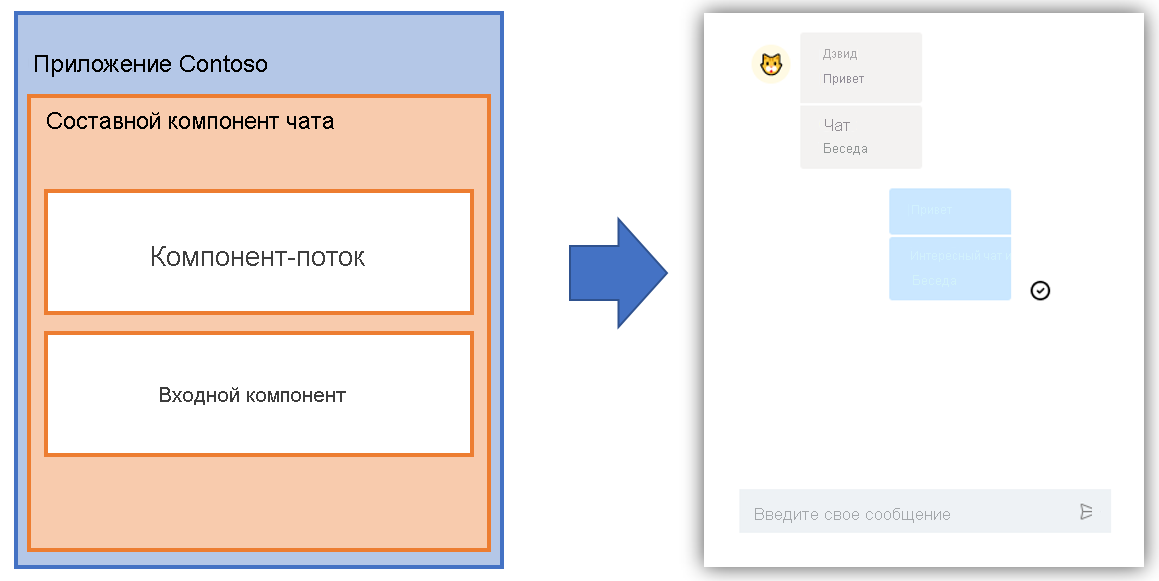 Приложение Contoso
Составной компонент чата
Компонент-поток
Входной компонент
Дэвид
Привет
Чат
Беседа
Привет
Интересный чат
Беседа
Введите свое сообщение